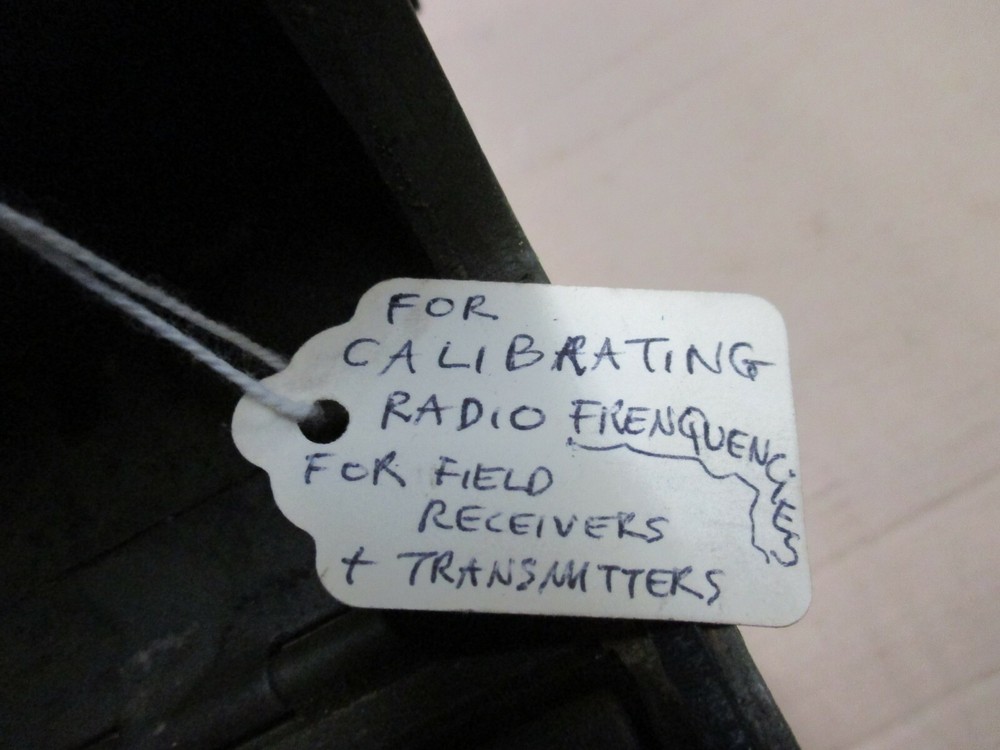 FOR
CALIBRATING
RADIO FRENQUENCIES
FOR FIELD
RECEIVERS
+ TRANSMITTERS